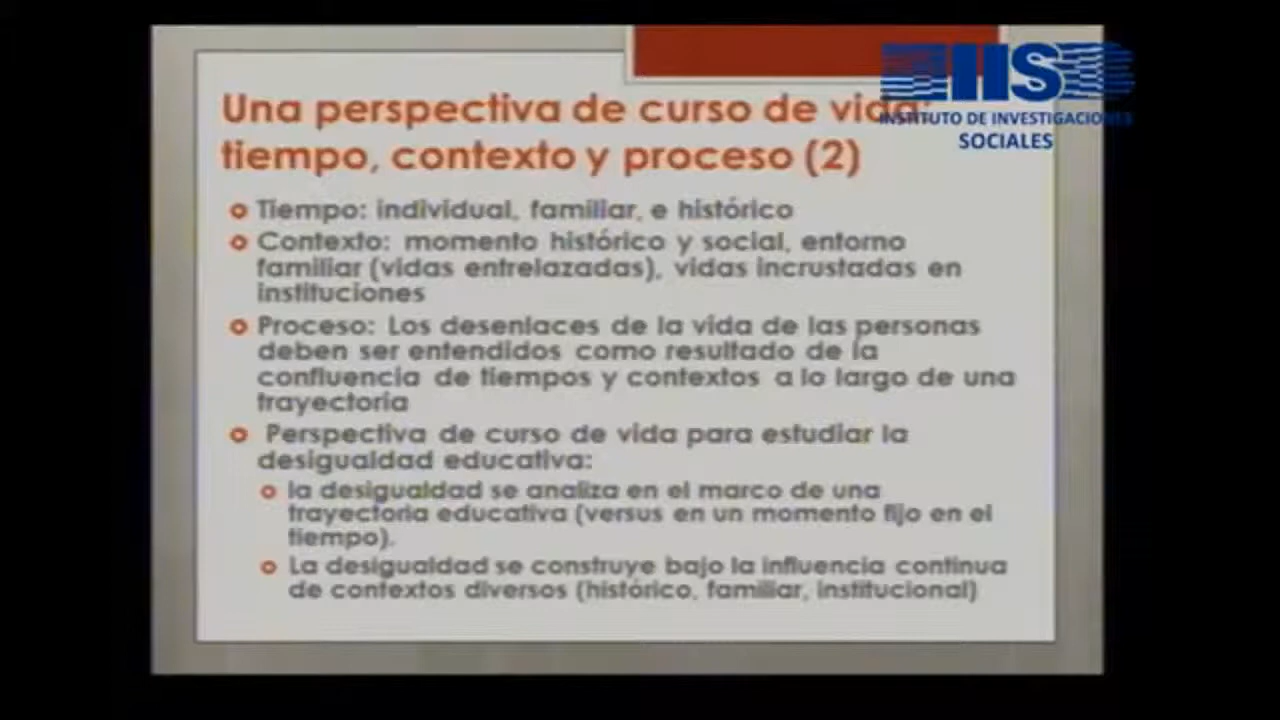 Una perspectiva de curso de vida:
tiempo, contexto y proceso (2)
IIS
INSTITUTO DE INVESTIGACIONES
SOCIALES
Tiempo: individual, familiar, e histórico
Contexto: momento histórico y social, entorno
familiar (vidas entrelazadas), vidas incrustadas en
instituciones
Proceso: Los desenlaces de la vida de las personas
deben ser entendidos como resultado de la
confluencia de tiempos y contextos a lo largo de una
trayectoria
Perspectiva de curso de vida para estudiar la
desigualdad educativa:
la desigualdad se analiza en el marco de una
trayectoria educativa (versus en un momento fijo en el
tiempo).
La desigualdad se construye bajo la influencia continua
de contextos diversos (histórico, familiar, institucional)